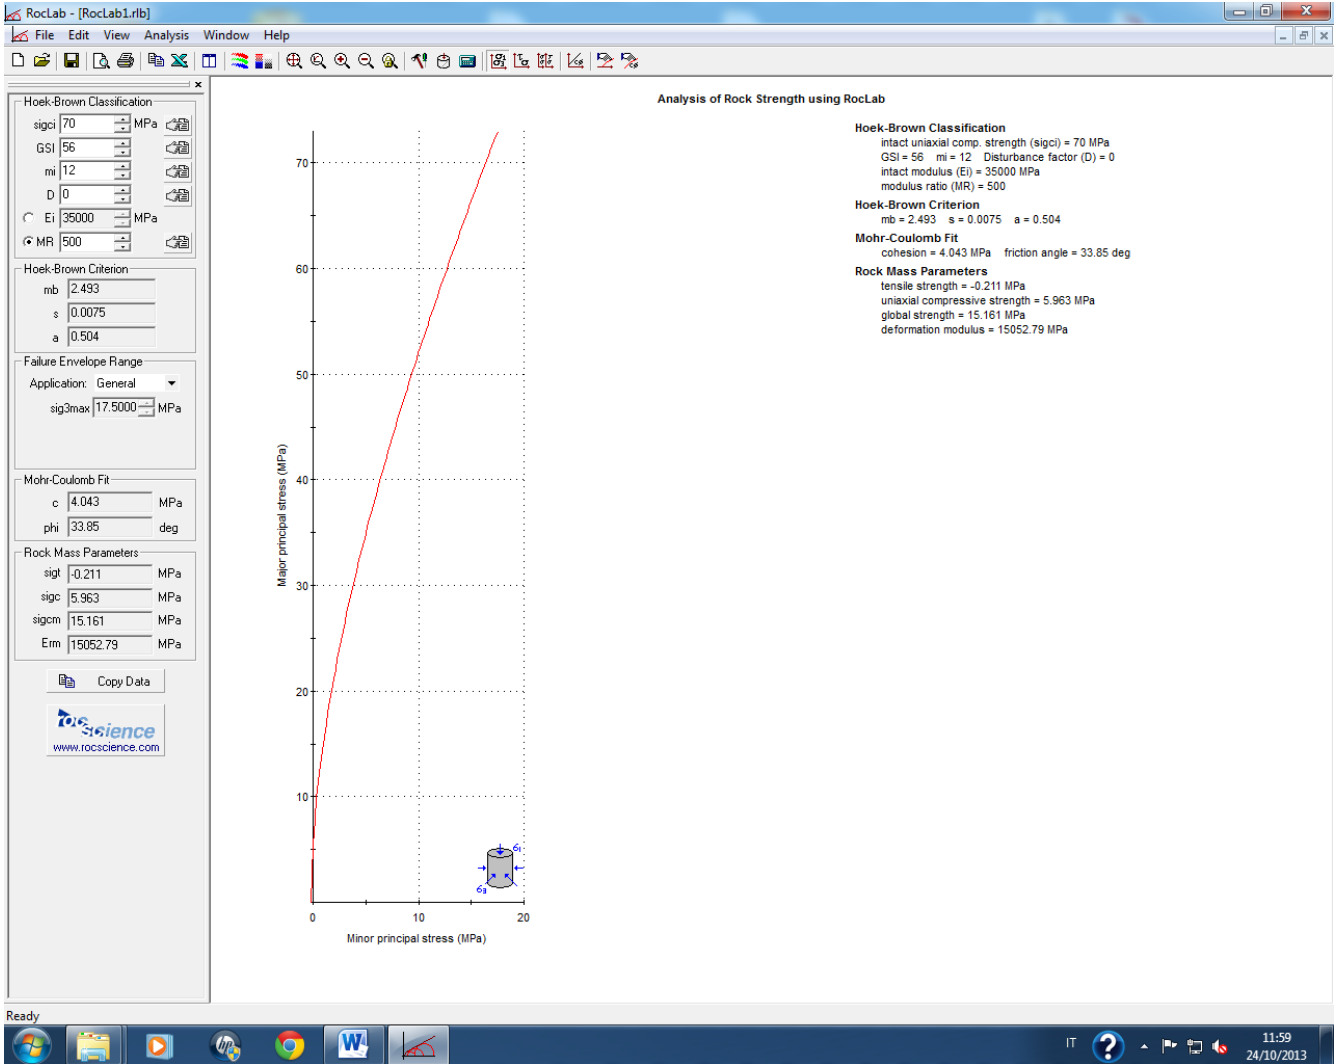 RocLab - [RocLab1.rlb]
File Edit View Analysis Window Help
Hoek-Brown Classification
sigci 70 MPa
GSI 56
mi 12
D 0
Ei 35000 MPa
MR 500
Hoek-Brown Criterion
mb 2.493
s 0.0075
a 0.504
Failure Envelope Range
Application: General
sig3max 17.5000 MPa
Mohr-Coulomb Fit
c 4.043 MPa
phi 33.85 deg
Rock Mass Parameters
sigt -0.211 MPa
sigc 5.963 MPa
sigcm 15.161 MPa
Erm 15052.79 MPa
Copy Data
rocscience
www.rocscience.com
Analysis of Rock Strength using RocLab
Major principal stress (MPa)
70
60
50
40
30
20
10
0 10 20
Minor principal stress (MPa)
Hoek-Brown Classification
intact uniaxial comp. strength (sigci) = 70 MPa
GSI = 56 mi = 12 Disturbance factor (D) = 0
intact modulus (Ei) = 35000 MPa
modulus ratio (MR) = 500
Hoek-Brown Criterion
mb = 2.493 s = 0.0075 a = 0.504
Mohr-Coulomb Fit
cohesion = 4.043 MPa friction angle = 33.85 deg
Rock Mass Parameters
tensile strength = -0.211 MPa
uniaxial compressive strength = 5.963 MPa
global strength = 15.161 MPa
deformation modulus = 15052.79 MPa
Ready
IT
11:59
24/10/2013